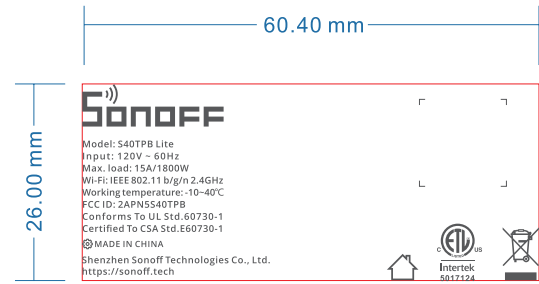 60.40 mm
26.00 mm
SONOFF
Model: S40TPB Lite
Input: 120V ~ 60Hz
Max. load: 15A/1800W
Wi-Fi: IEEE 802.11 b/g/n 2.4GHz
Working temperature: -10~40℃
FCC ID: 2APN5S40TPB
Conforms To UL Std.60730-1
Certified To CSA Std.E60730-1
MADE IN CHINA
Shenzhen Sonoff Technologies Co., Ltd.
https://sonoff.tech
C ETL US
Intertek
5017124